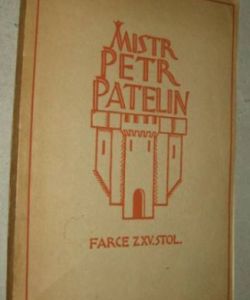 MISTR
PETR
PATELIN
FARCE Z XV. STOL.